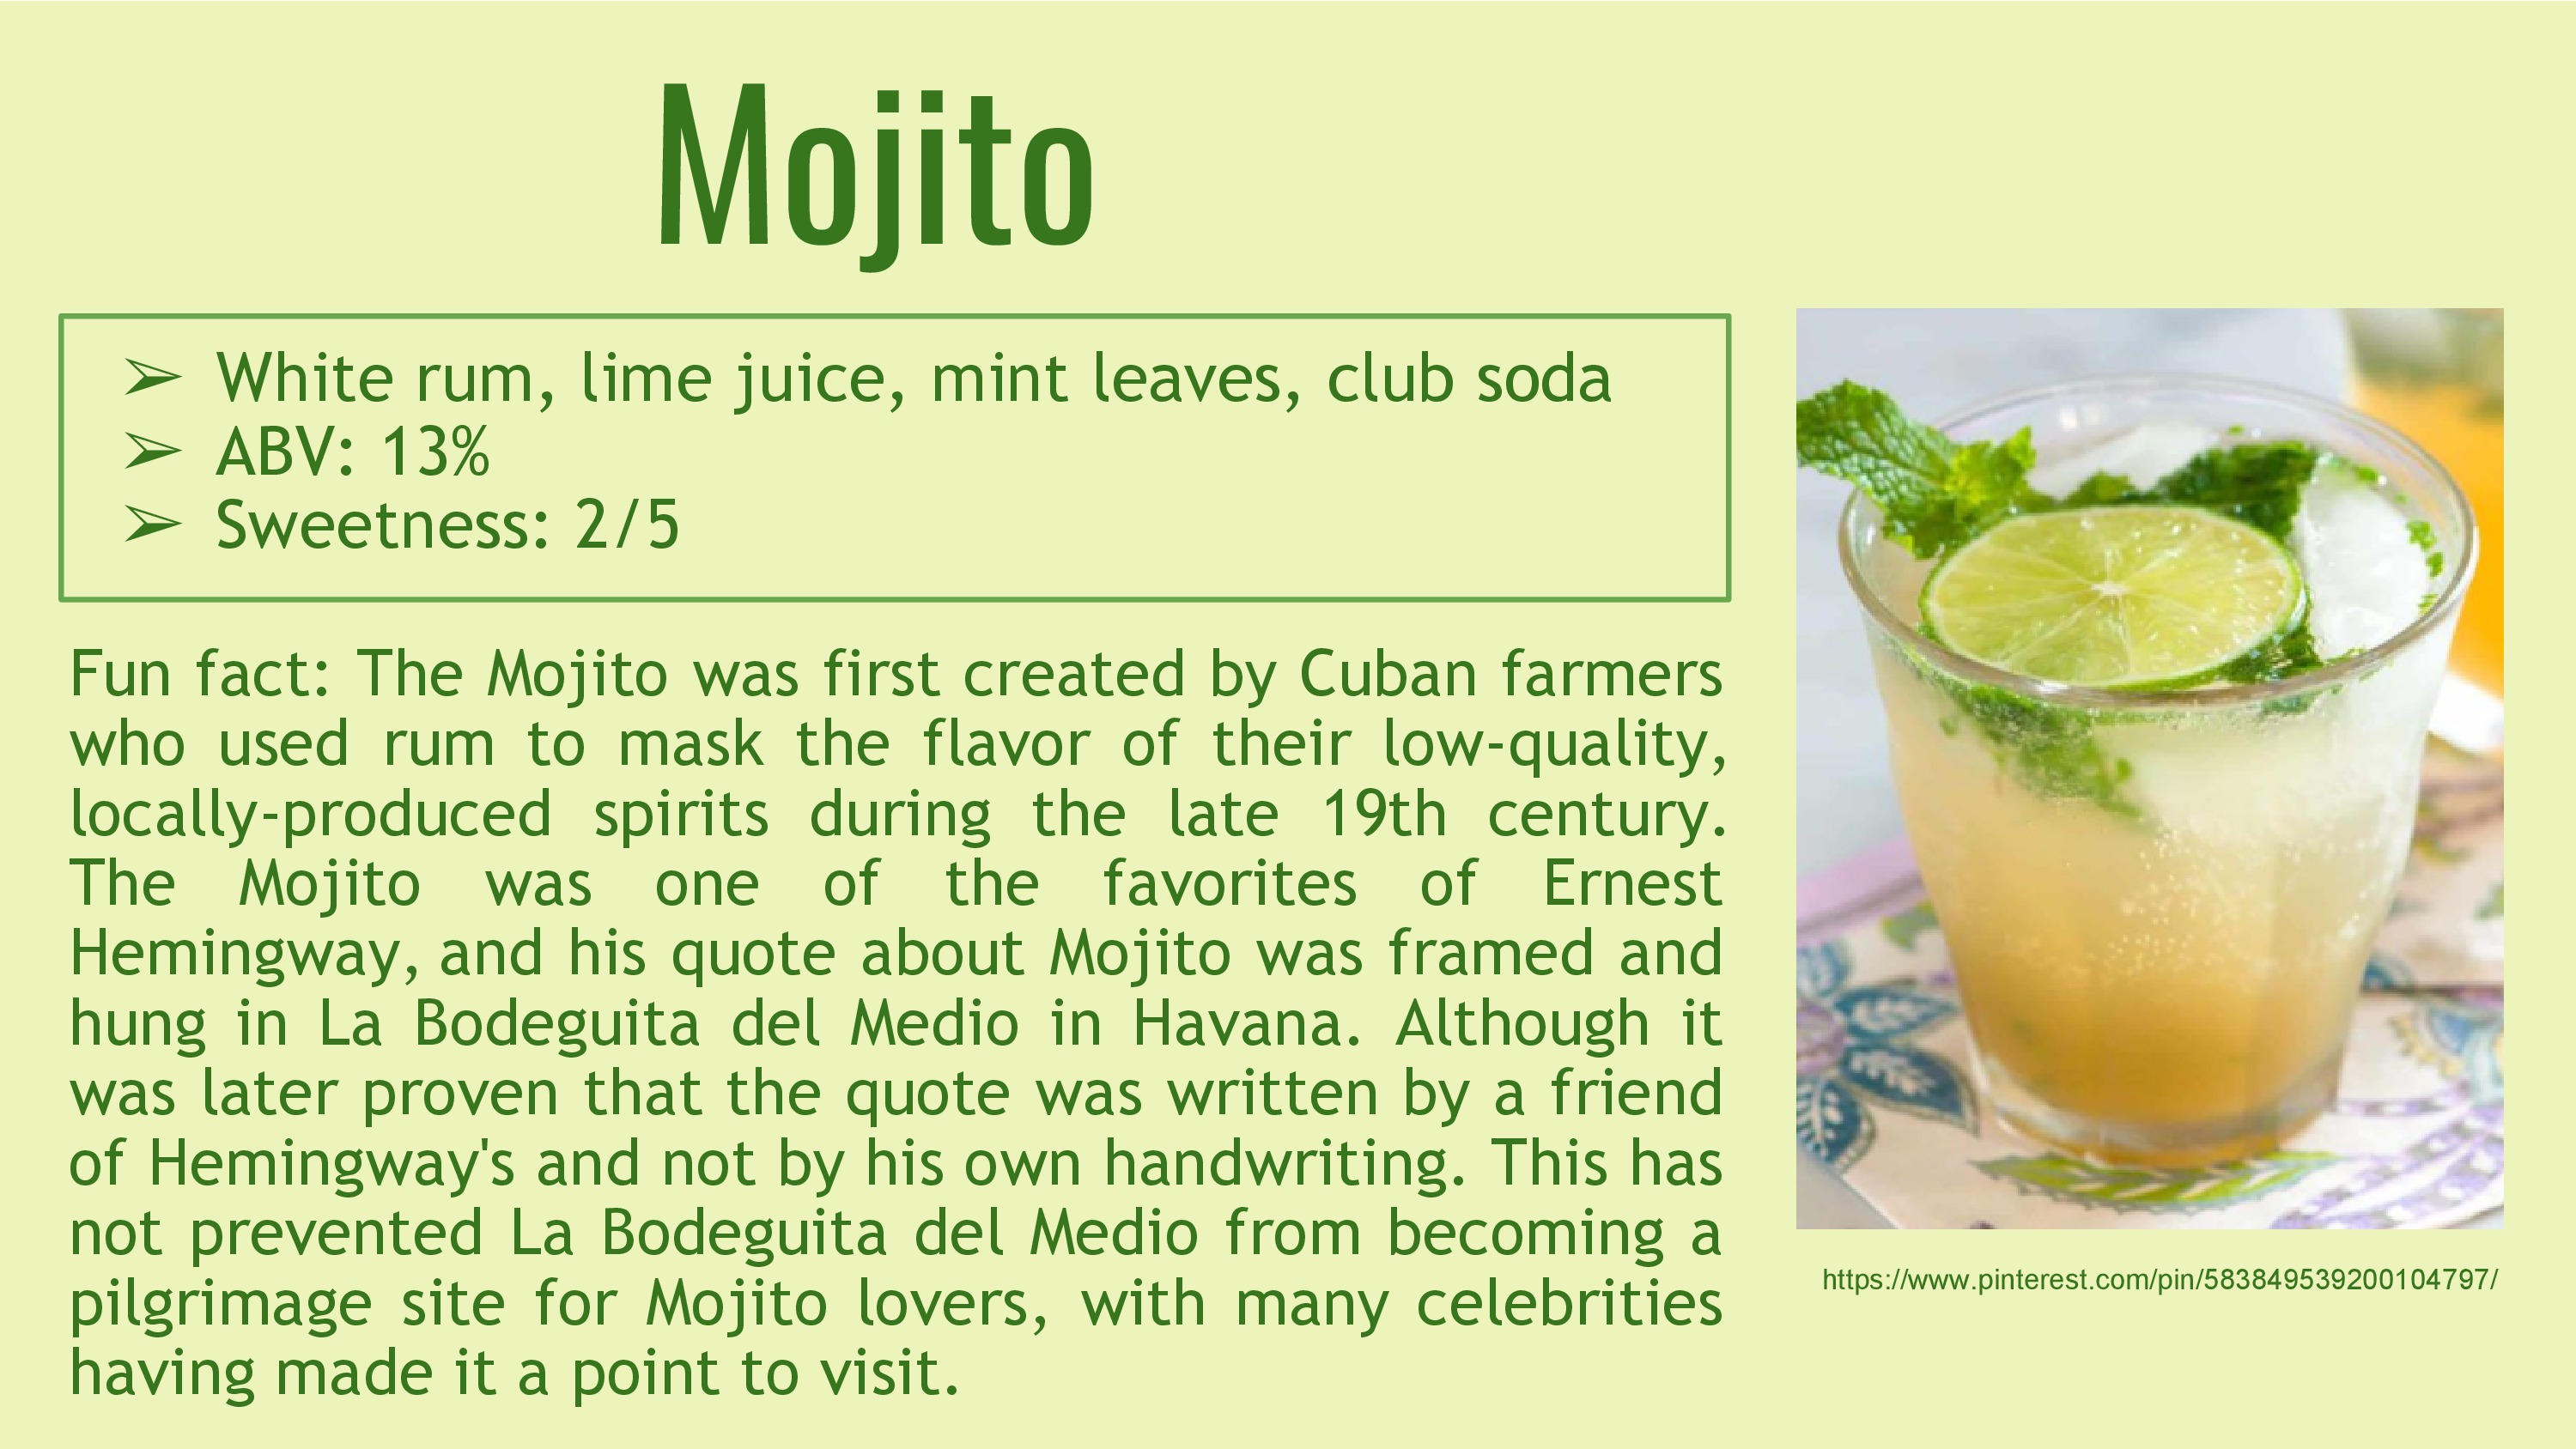 Mojito
➢ White rum, lime juice, mint leaves, club soda
➢ ABV: 13%
➢ Sweetness: 2/5
Fun fact: The Mojito was first created by Cuban farmers
who used rum to mask the flavor of their low-quality,
locally-produced spirits during the late 19th century.
The Mojito was one of the favorites of Ernest
Hemingway, and his quote about Mojito was framed and
hung in La Bodeguita del Medio in Havana. Although it
was later proven that the quote was written by a friend
of Hemingway's and not by his own handwriting. This has
not prevented La Bodeguita del Medio from becoming a
pilgrimage site for Mojito lovers, with many celebrities
having made it a point to visit.
https://www.pinterest.com/pin/583849539200104797/